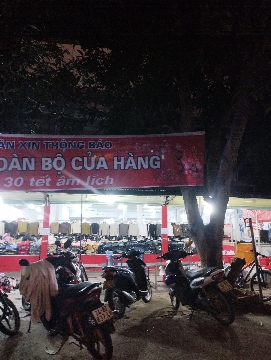 ÂN XIN THÔNG BÁO
OÀN BỘ CỬA HÀNG
30 tết âm lịch